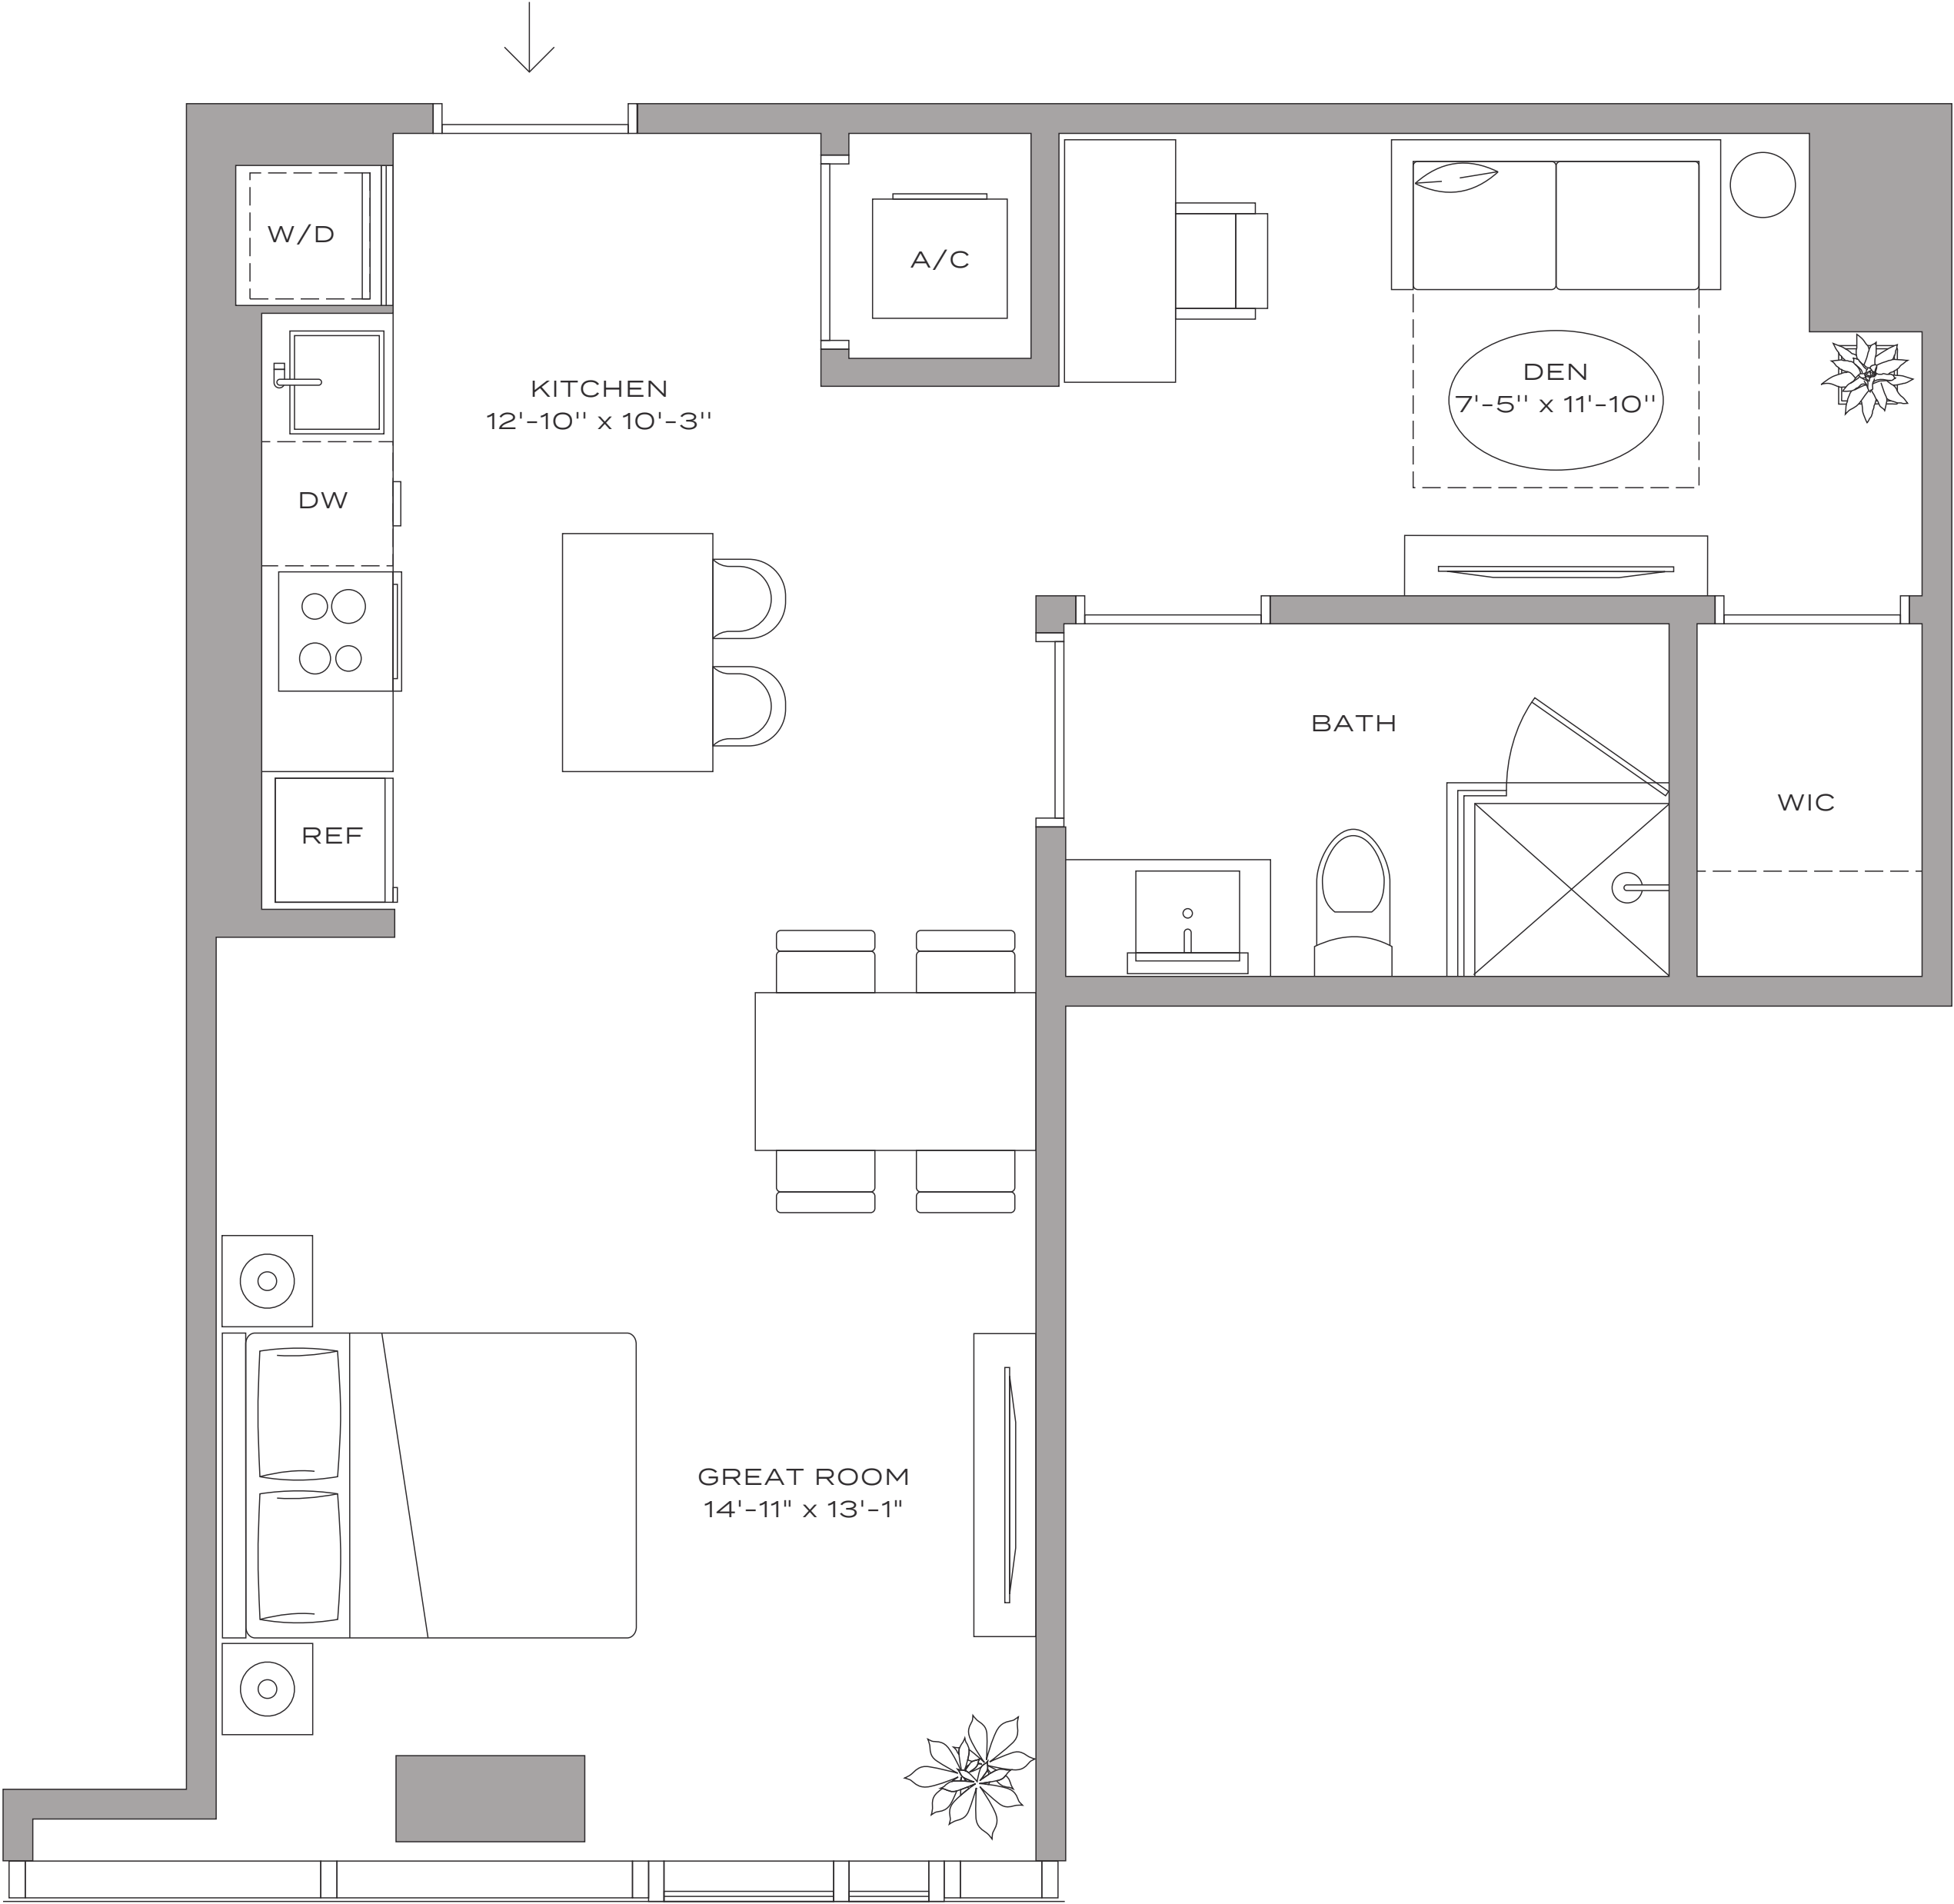 W/D
A/C
KITCHEN
12'-10" x 10'-3"
DEN
7'-5" x 11'-10"
DW
BATH
WIC
REF
GREAT ROOM
14'-11" x 13'-1"